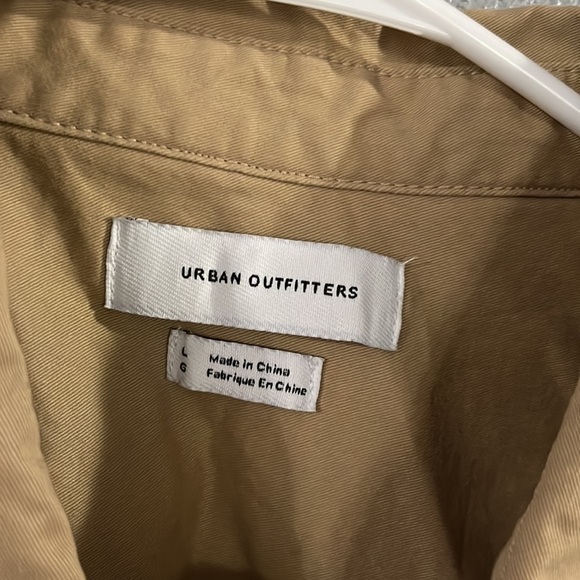 URBAN OUTFITTERS
L Made in China
G Fabrique En Chine